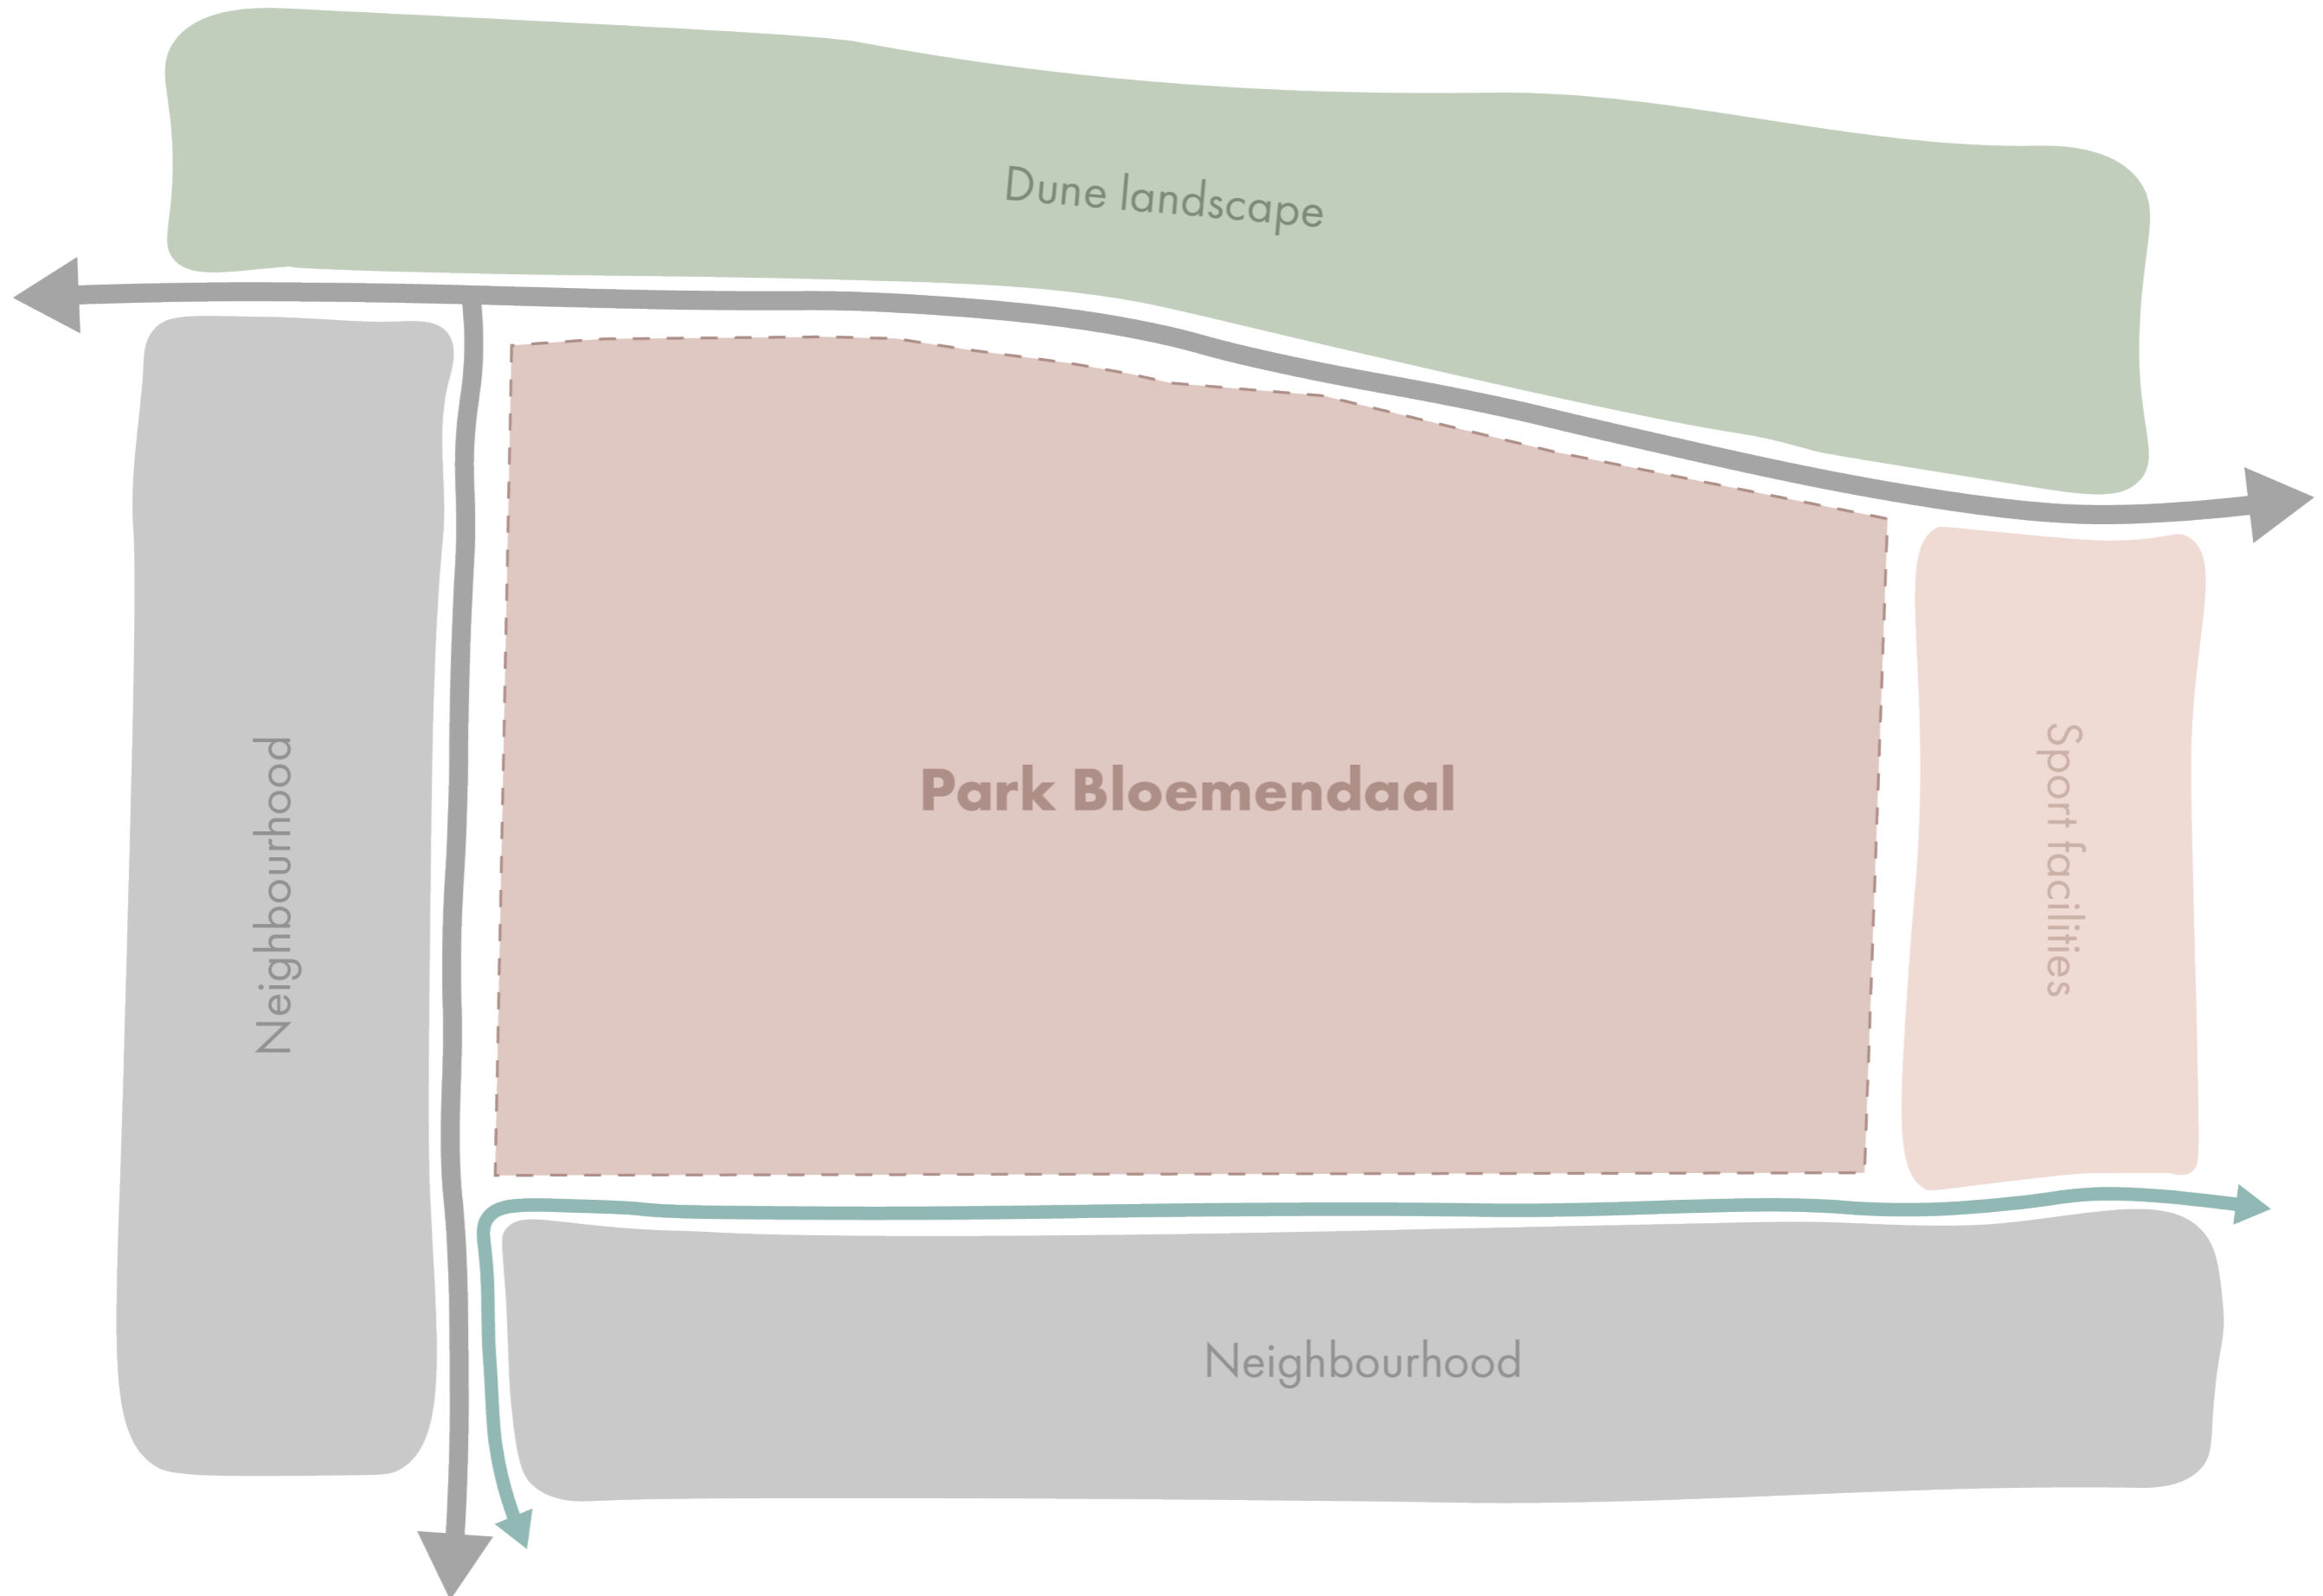 Dune landscape
Neighbourhood
Park Bloemendaal
Sport facilities
Neighbourhood